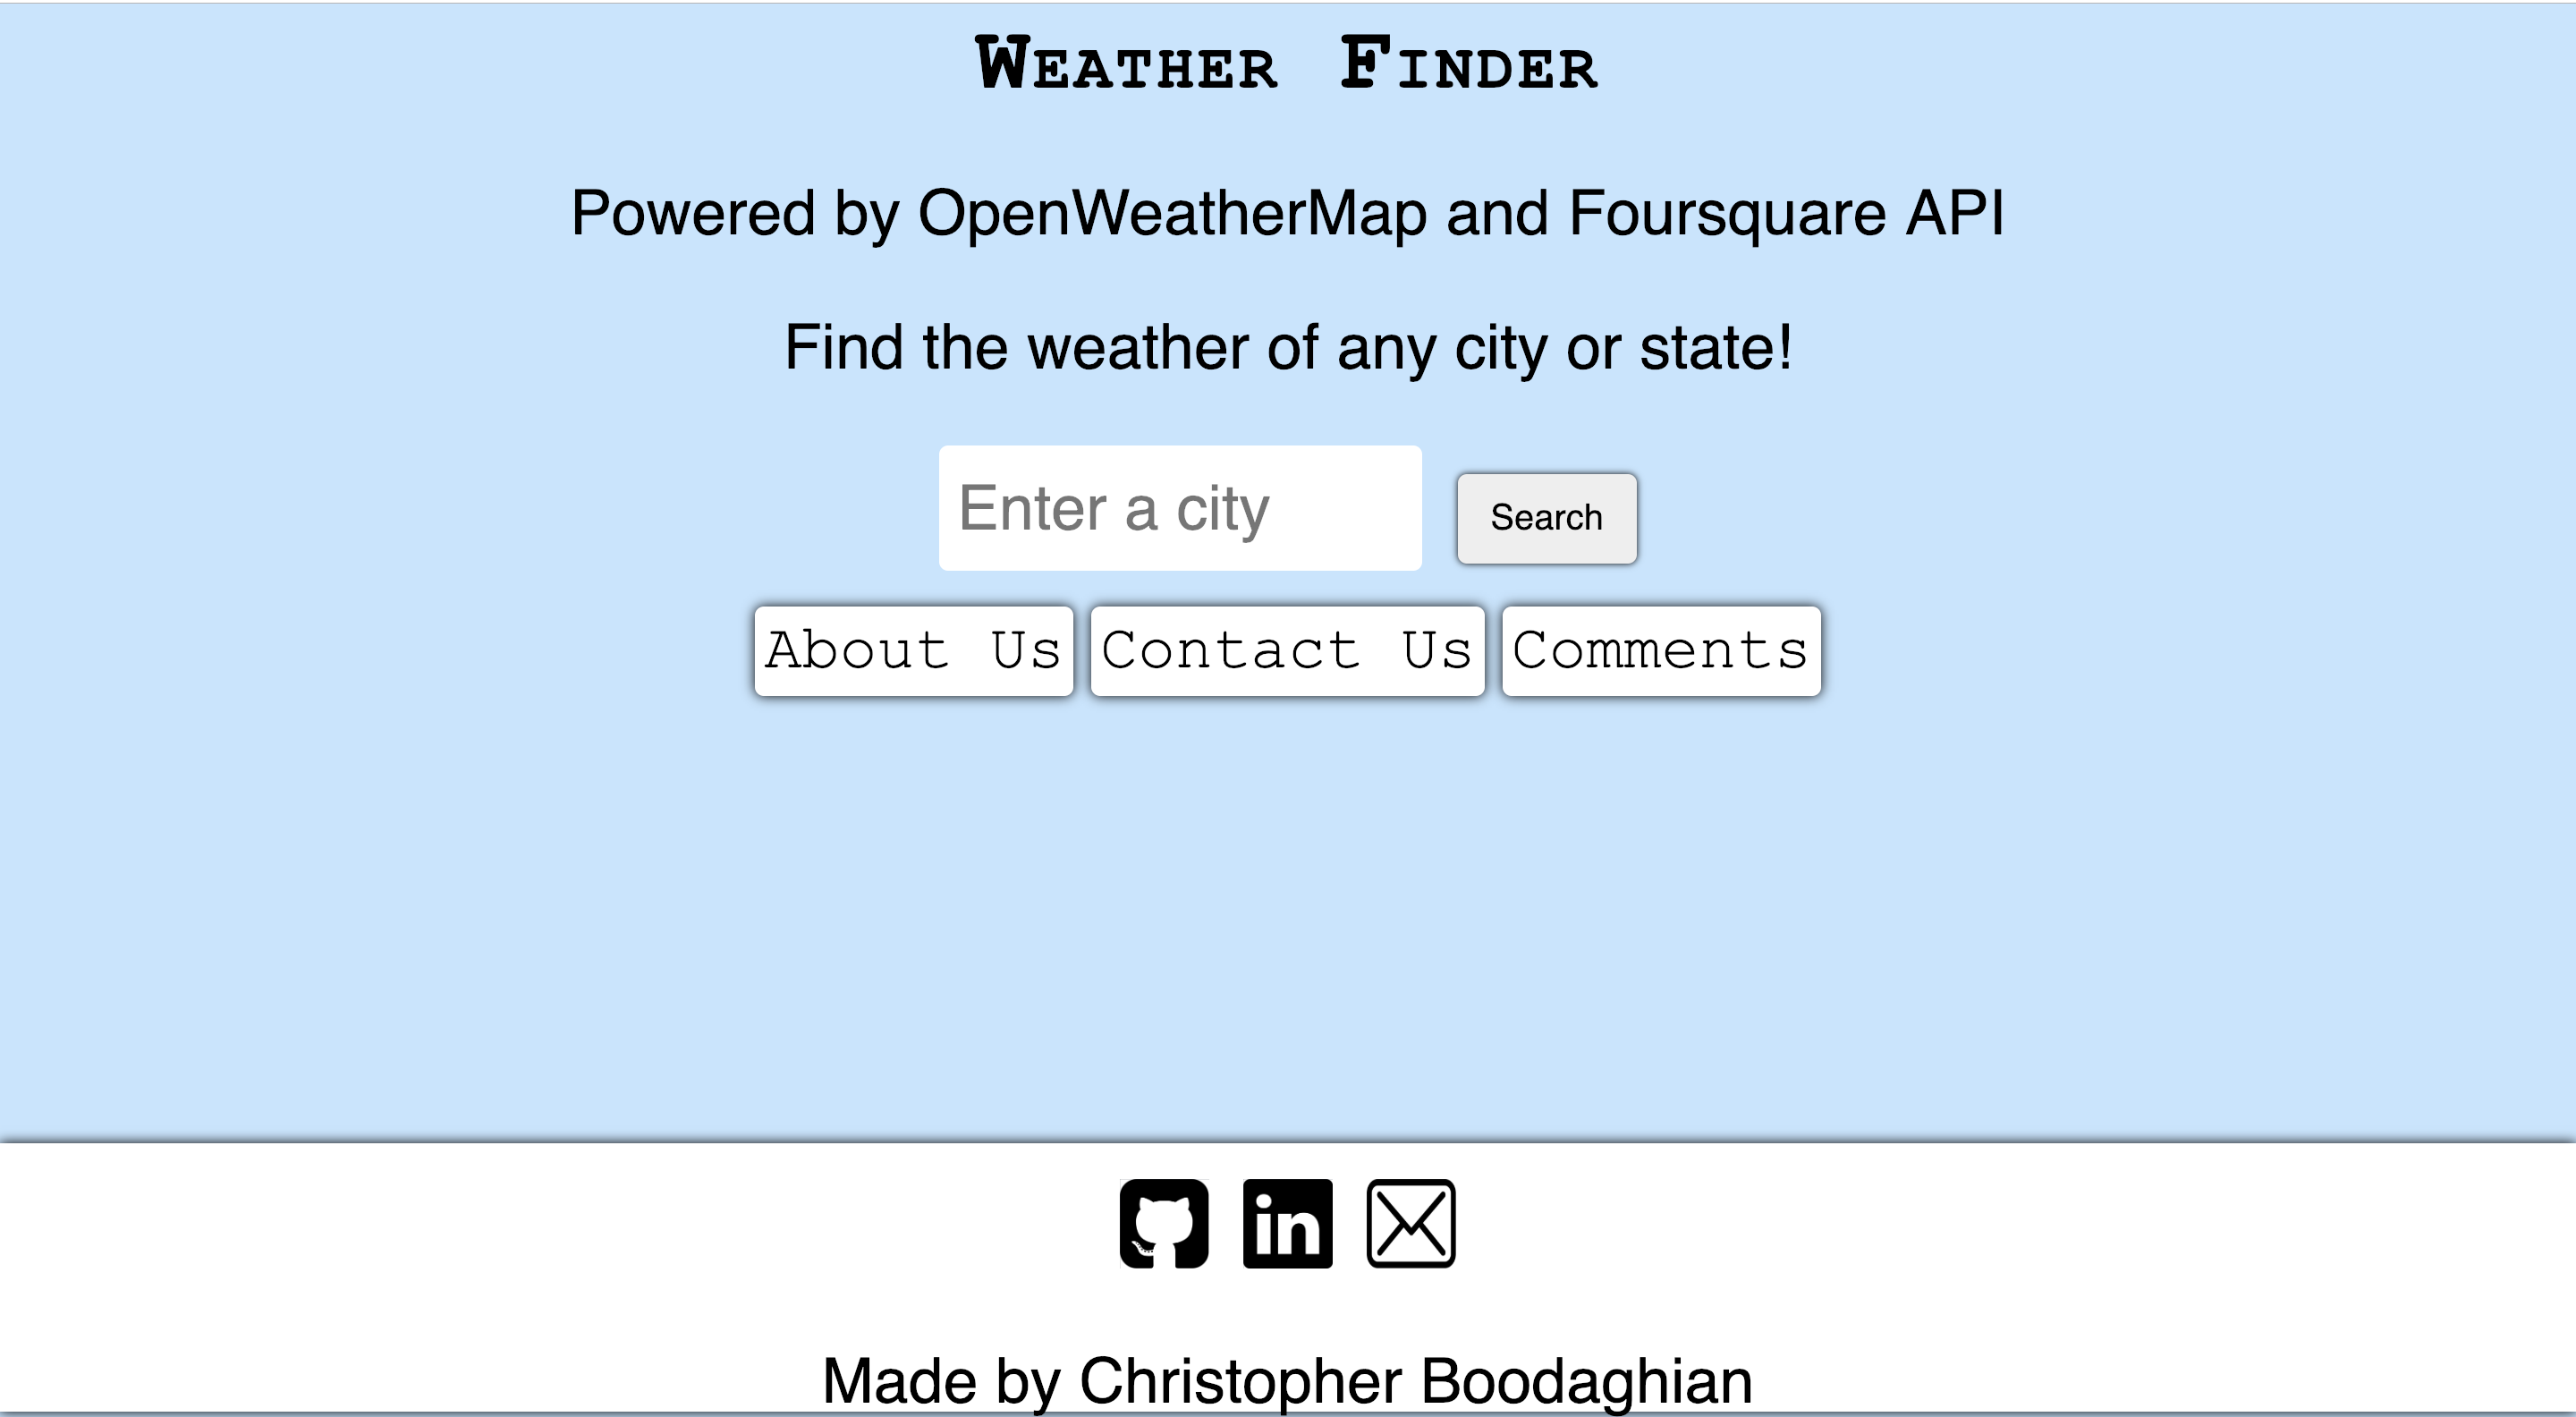 Weather Finder
Powered by OpenWeatherMap and Foursquare API
Find the weather of any city or state!
Enter a city Search
About Us Contact Us Comments
in
Made by Christopher Boodaghian